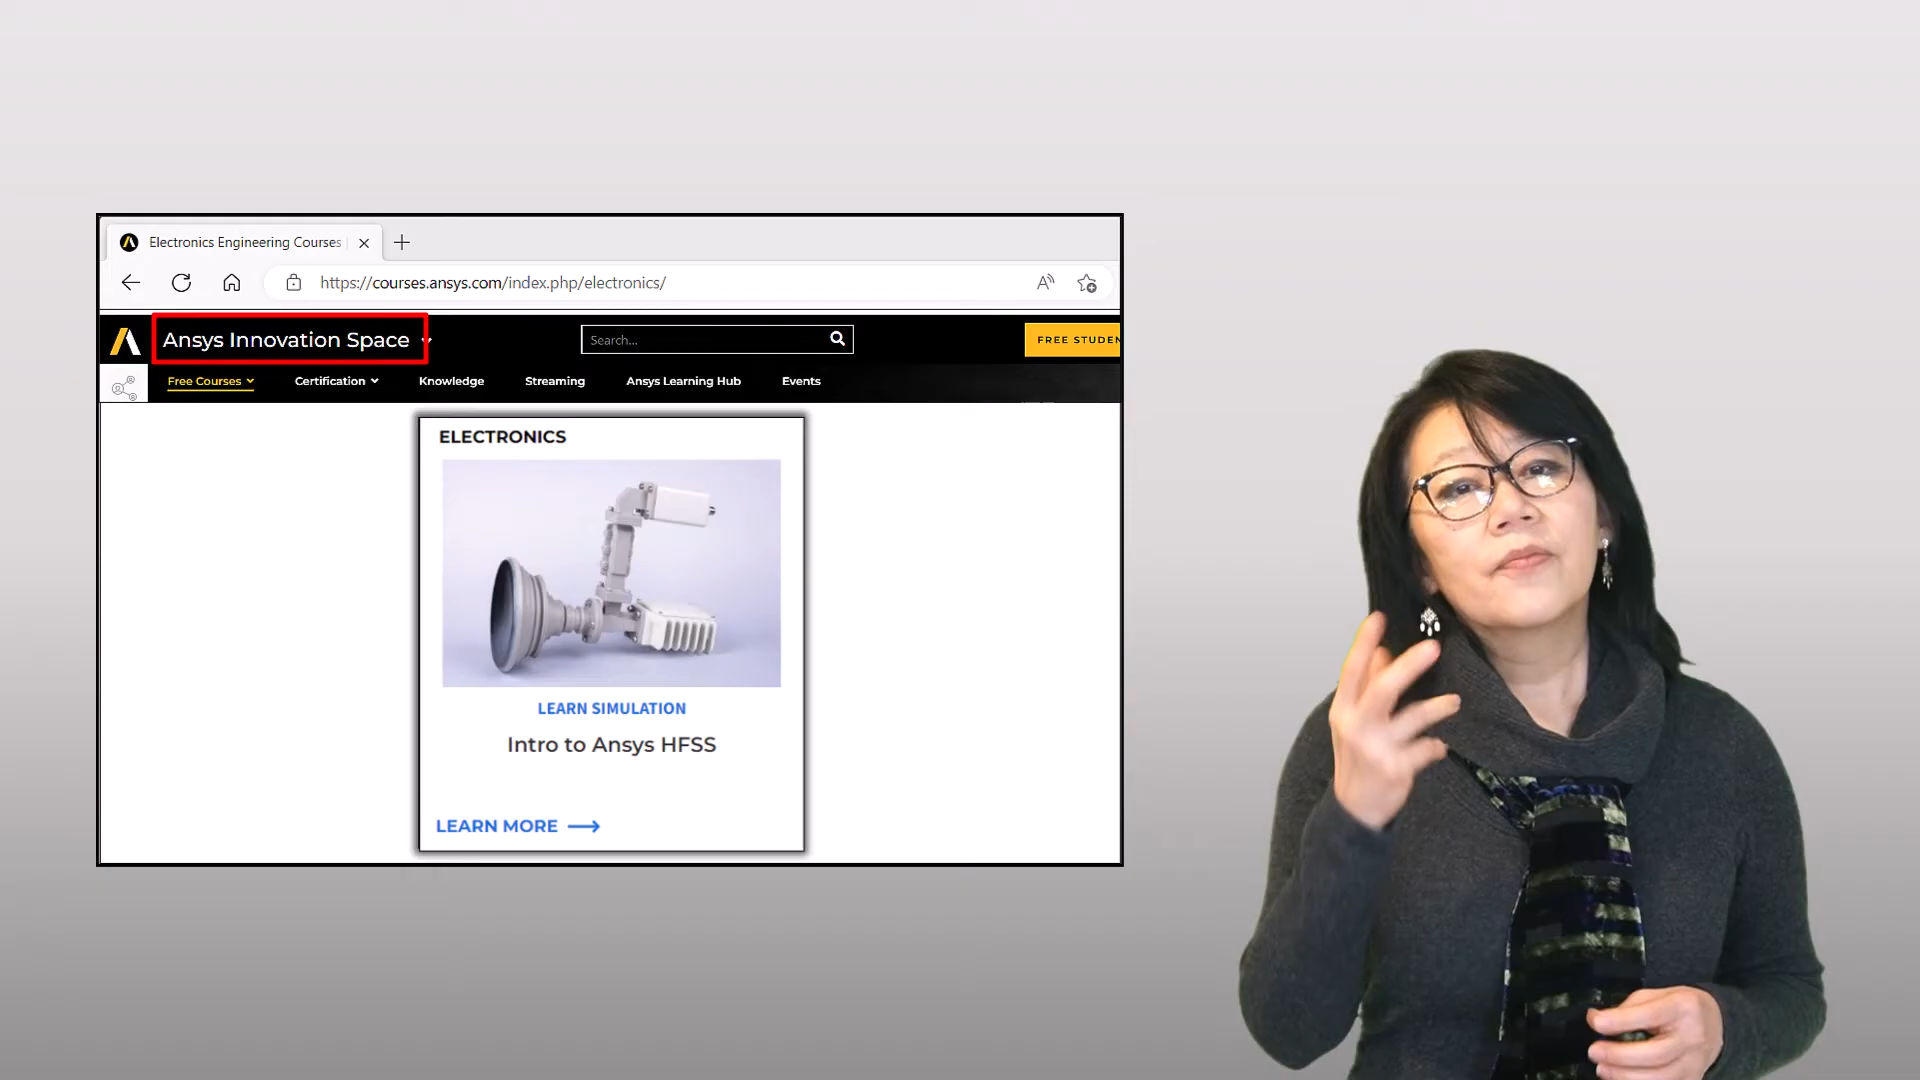 Electronics Engineering Courses
https://courses.ansys.com/index.php/electronics/
Ansys Innovation Space
Search...
FREE STUDEN
Free Courses
Certification
Knowledge
Streaming
Ansys Learning Hub
Events
ELECTRONICS
LEARN SIMULATION
Intro to Ansys HFSS
LEARN MORE